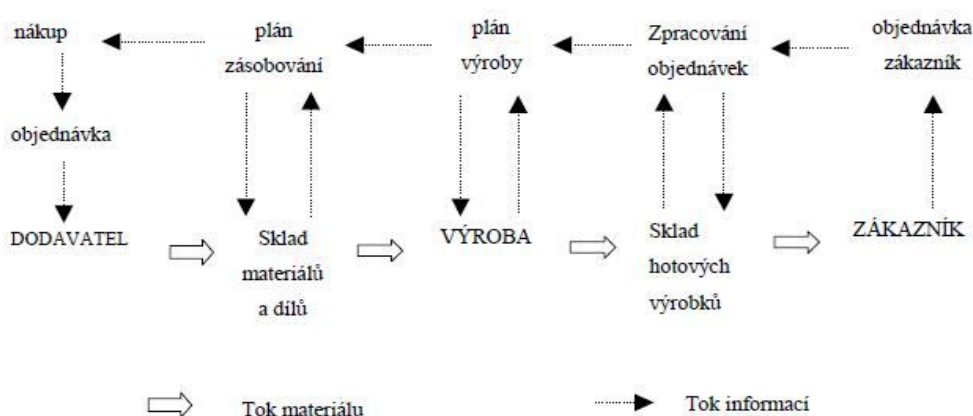 nákup
plán
zásobování
plán
výroby
Zpracování
objednávek
objednávka
zákazník
objednávka
DODAVATEL
Sklad
materiálů
a dílů
VÝROBA
Sklad
hotových
výrobků
ZÁKAZNÍK
Tok materiálu
Tok informací